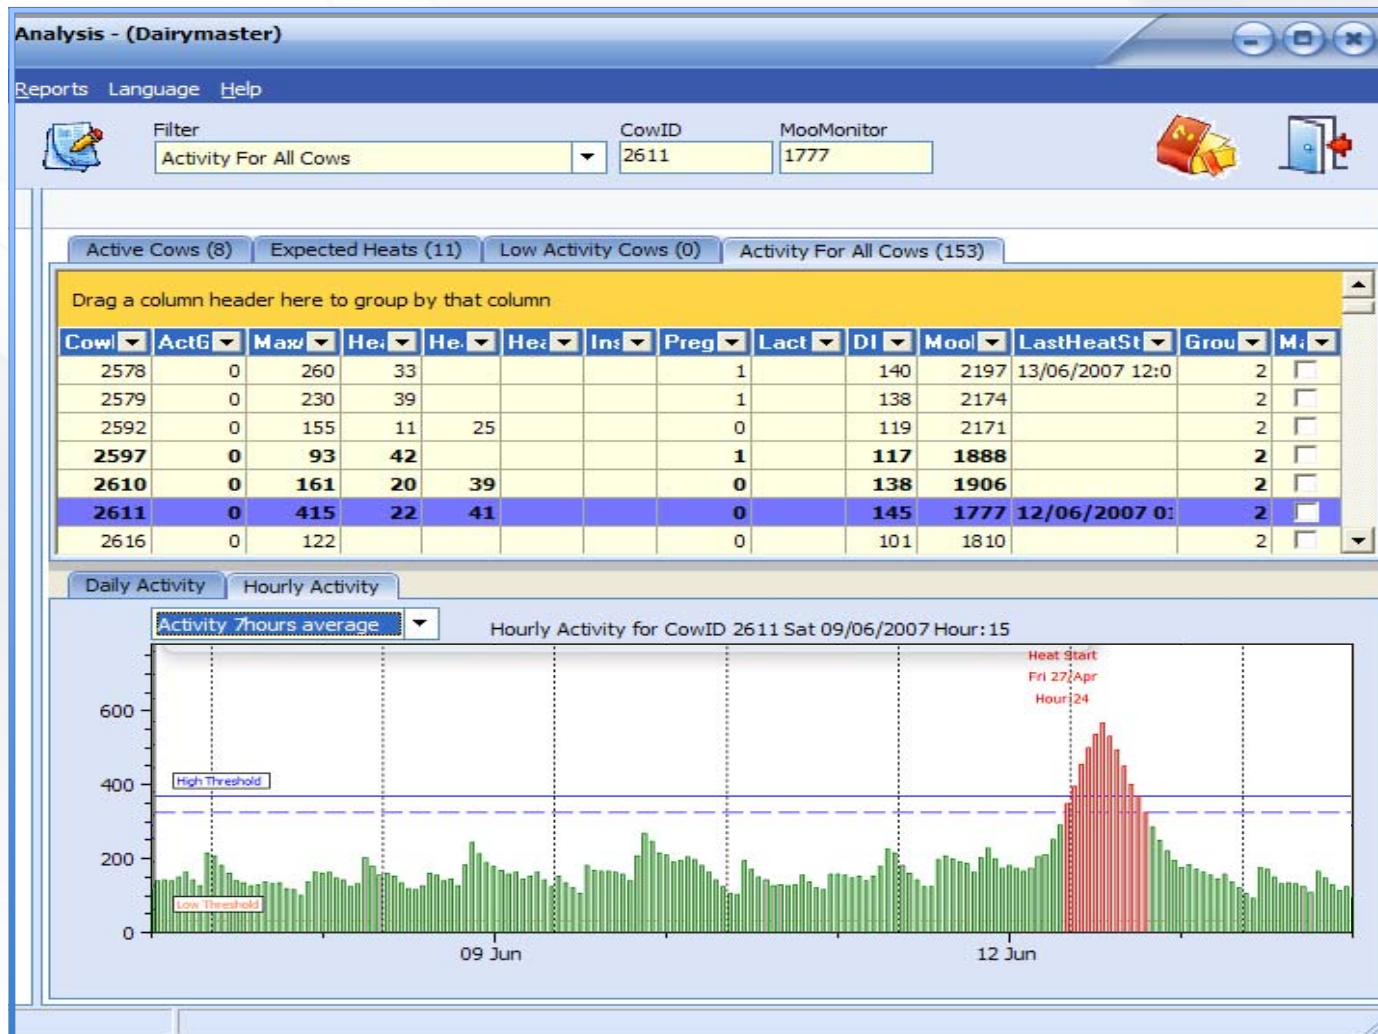 Analysis - (Dairymaster)
Reports Language Help
Filter CowID MooMonitor
Activity For All Cows 2611 1777
Active Cows (8) Expected Heats (11) Low Activity Cows (0) Activity For All Cows (153)
Drag a column header here to group by that column
Cowl ActG Max/ Hea He. Hea Ins Preg Lact DI Mool LastHeatSt Grou Ma
2578 0 260 33 1 140 2197 13/06/2007 12:0 2
2579 0 230 39 1 138 2174 2
2592 0 155 11 25 0 119 2171 2
2597 0 93 42 1 117 1888 2
2610 0 161 20 39 0 138 1906 2
2611 0 415 22 41 0 145 1777 12/06/2007 01: 2
2616 0 122 0 101 1810 2
Daily Activity Hourly Activity
Activity 7hours average Hourly Activity for CowID 2611 Sat 09/06/2007 Hour:15
Heat Start
Fri 27/Apr
Hour:24
600
400
High Threshold
200
Low Threshold
0
09 Jun 12 Jun